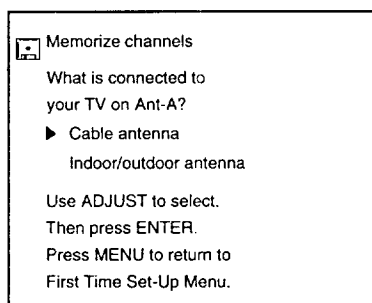 Memorize channels
What is connected to
your TV on Ant-A?
Cable antenna
Indoor/outdoor antenna
Use ADJUST to select.
Then press ENTER.
Press MENU to return to
First Time Set-Up Menu.